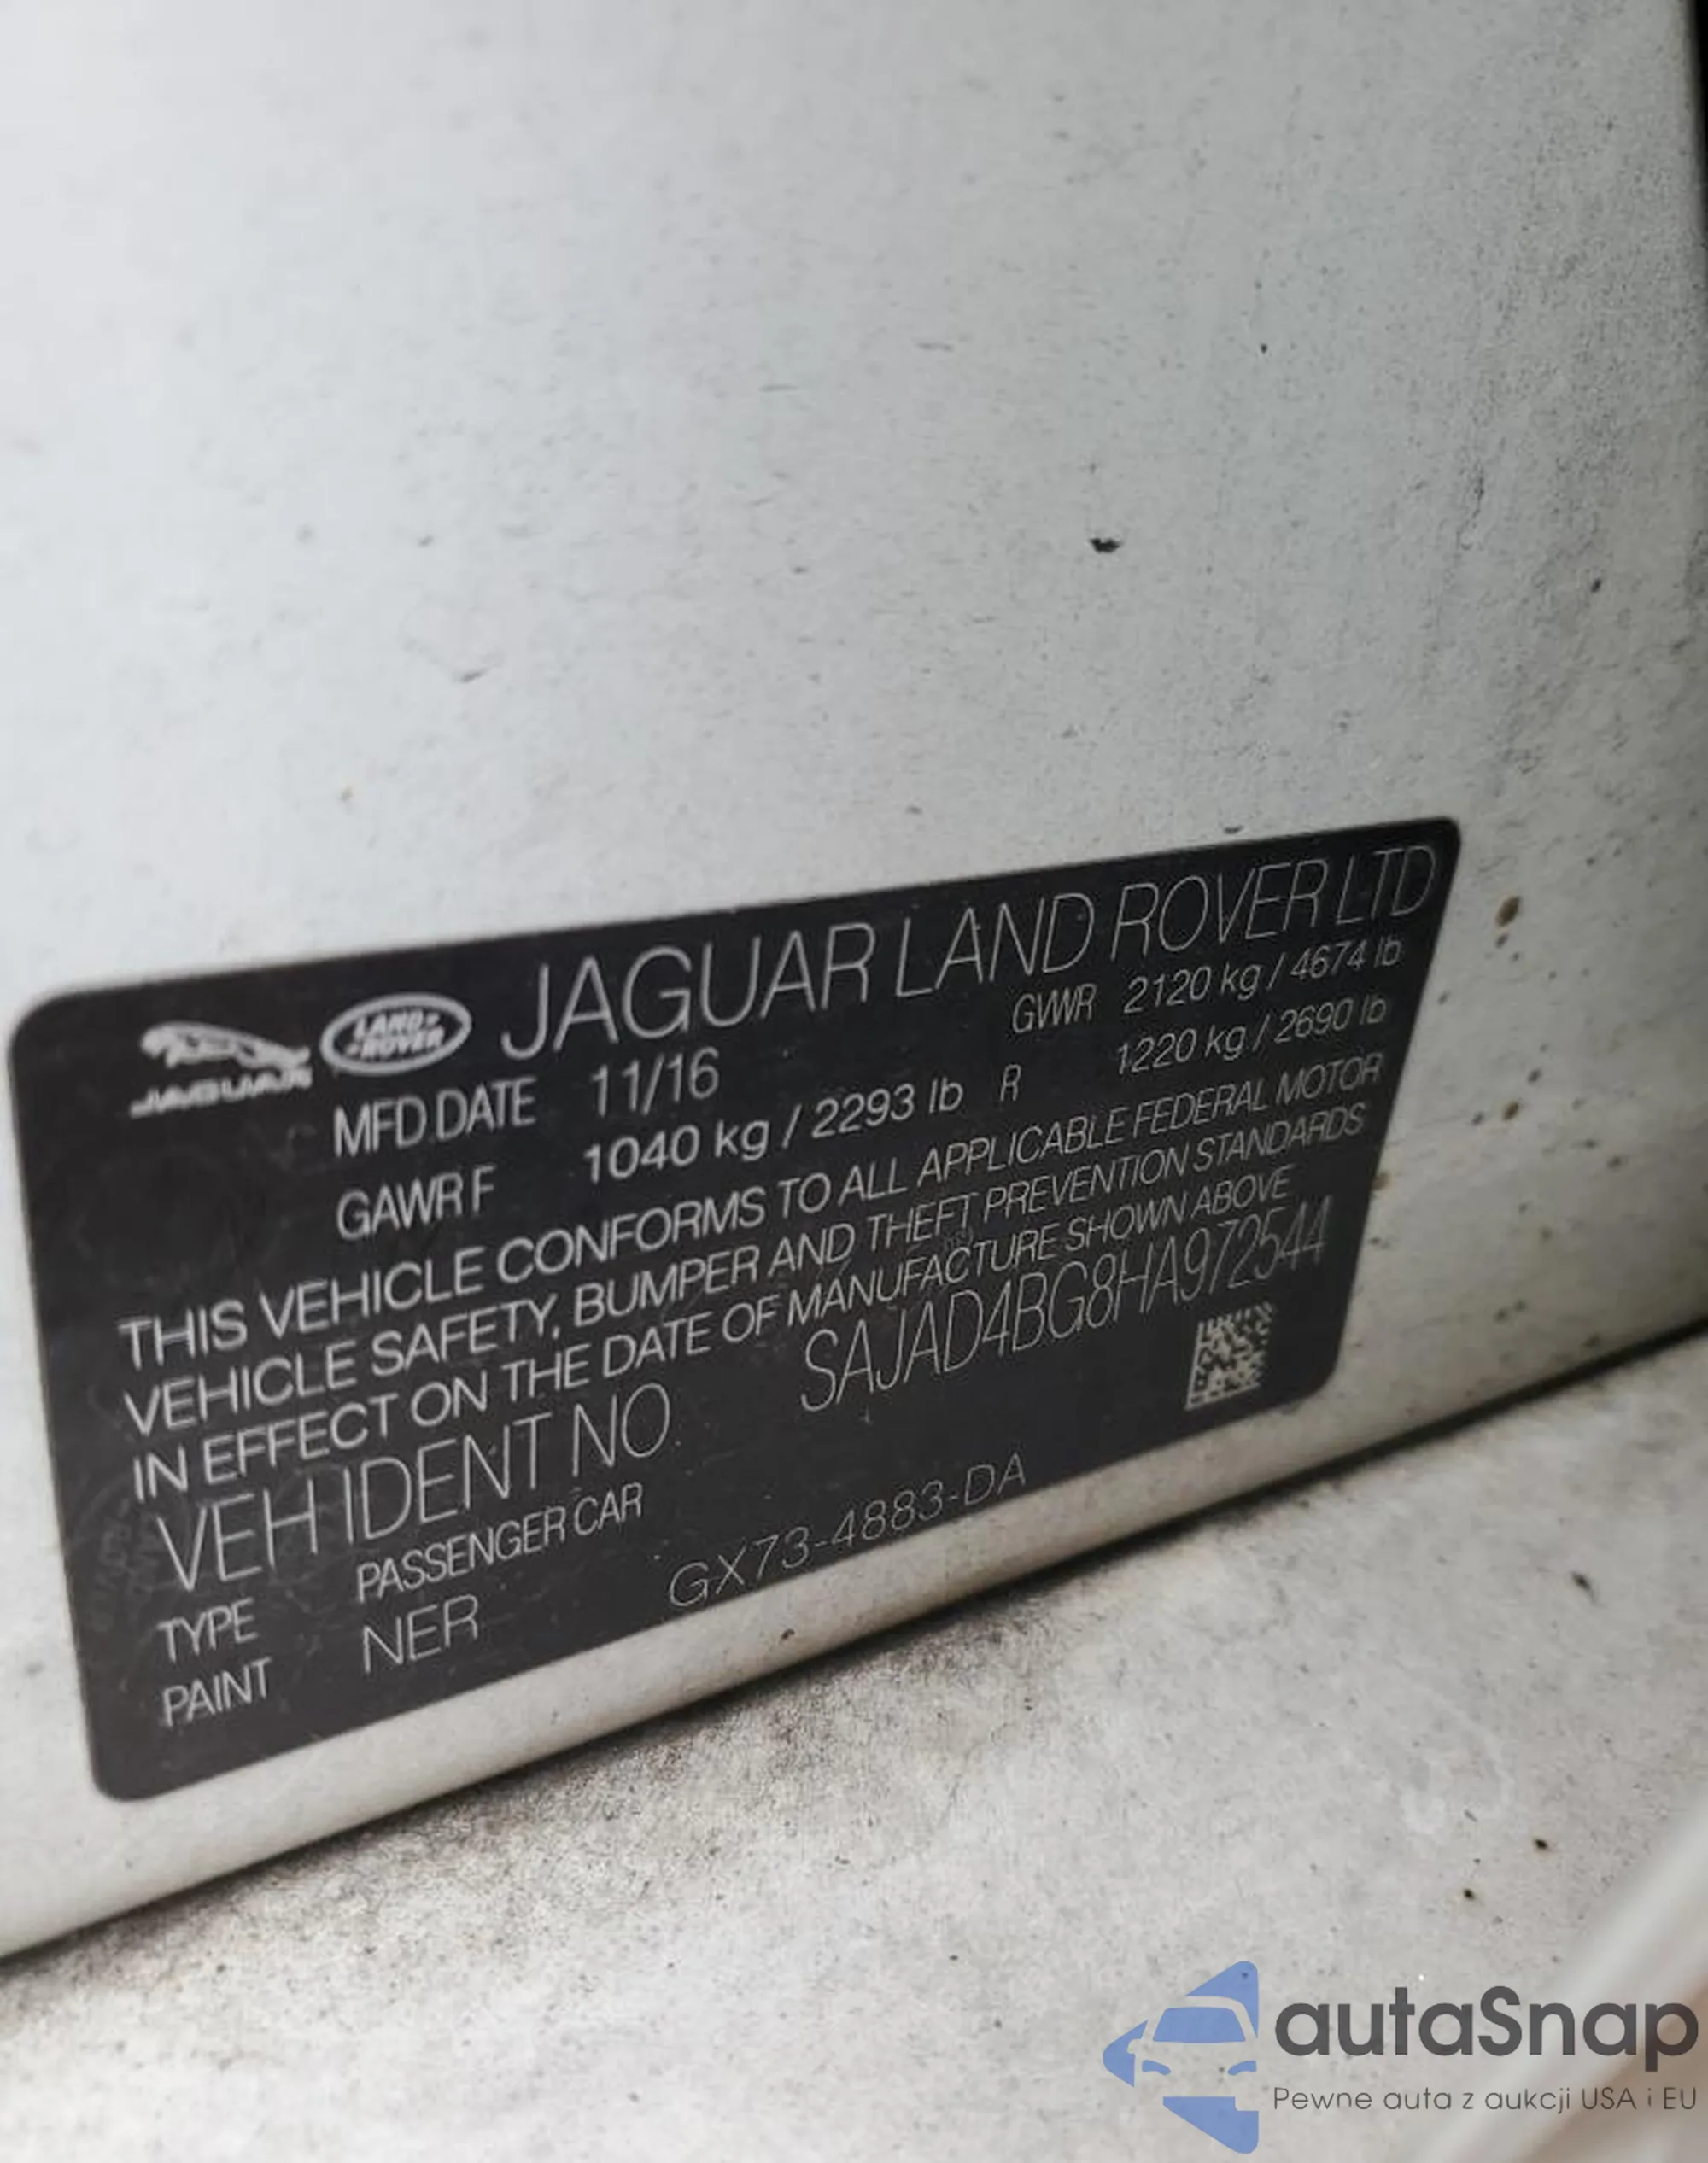 JAGUAR
LAND ROVER
JAGUAR LAND ROVER LTD
MFD.DATE 11/16 GVWR 2120 kg / 4674 lb
GAWR F 1040 kg / 2293 lb R 1220 kg / 2690 lb
THIS VEHICLE CONFORMS TO ALL APPLICABLE FEDERAL MOTOR
VEHICLE SAFETY, BUMPER AND THEFT PREVENTION STANDARDS
IN EFFECT ON THE DATE OF MANUFACTURE SHOWN ABOVE
VEH IDENT NO SAJAD4BG8HA972544
TYPE PASSENGER CAR
PAINT NER GX73-4883-DA
autaSnap
Pewne auta z aukcji USA i EU